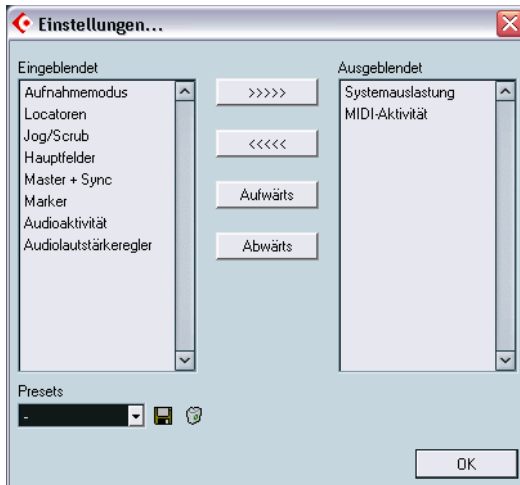 Einstellungen...
Eingeblendet
Ausgeblendet
Aufnahmemodus
Locatoren
Jog/Scrub
Hauptfelder
Master + Sync
Marker
Audioaktivität
Audiolautstärkeregler
>>>>>
<<<<<
Aufwärts
Abwärts
Systemauslastung
MIDI-Aktivität
Presets
-
OK